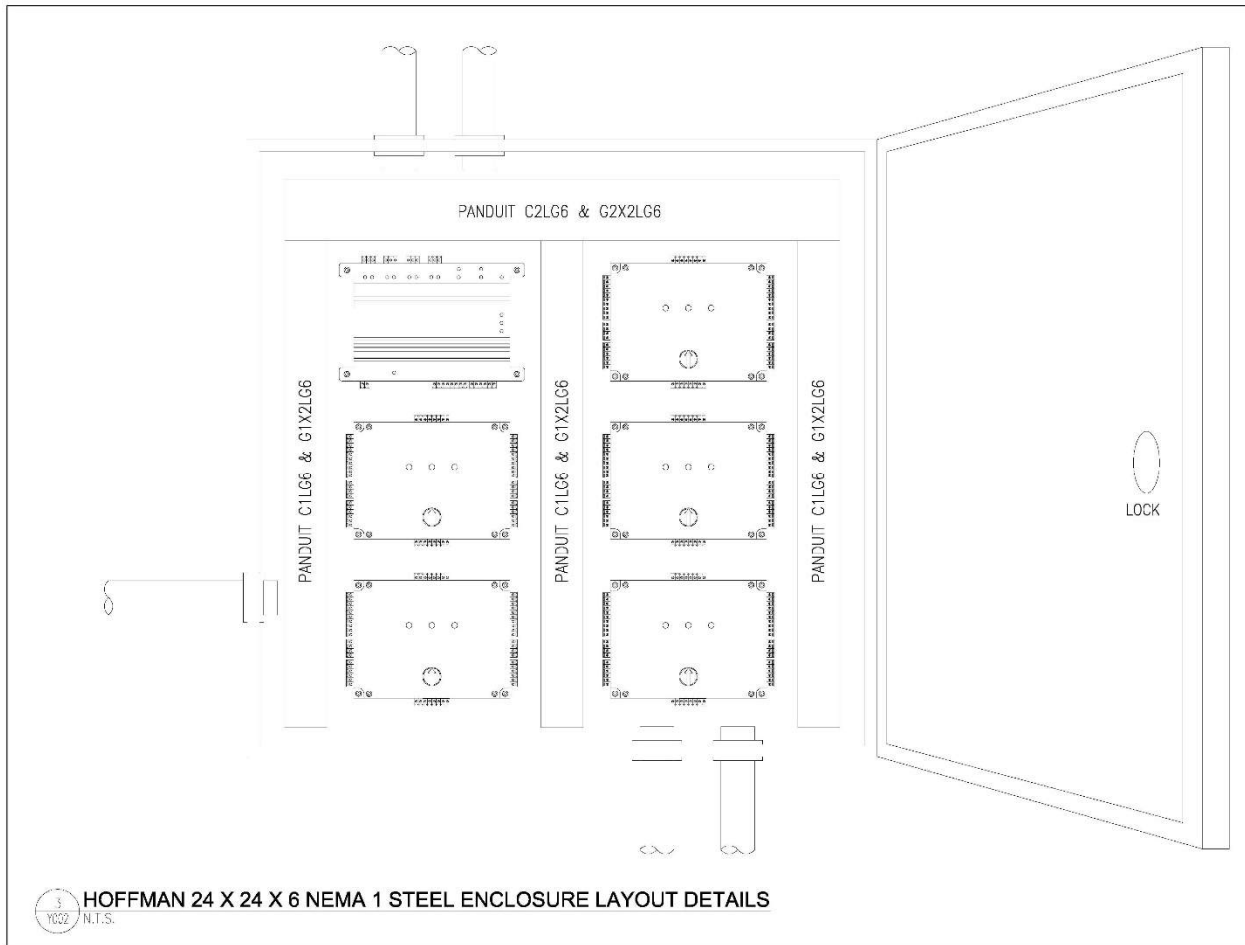 PANDUIT C2LG6 & G2X2LG6
PANDUIT C1LG6 & G1X2LG6
PANDUIT C1LG6 & G1X2LG6
PANDUIT C1LG6 & G1X2LG6
LOCK
3
YC02
HOFFMAN 24 X 24 X 6 NEMA 1 STEEL ENCLOSURE LAYOUT DETAILS
N.T.S.